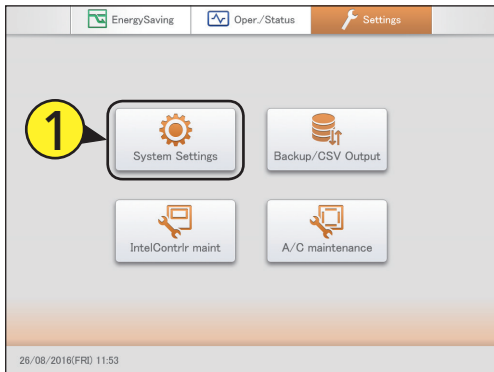 EnergySaving Oper./Status Settings
1
System Settings Backup/CSV Output
IntelContrlr maint A/C maintenance
26/08/2016(FRI) 11:53